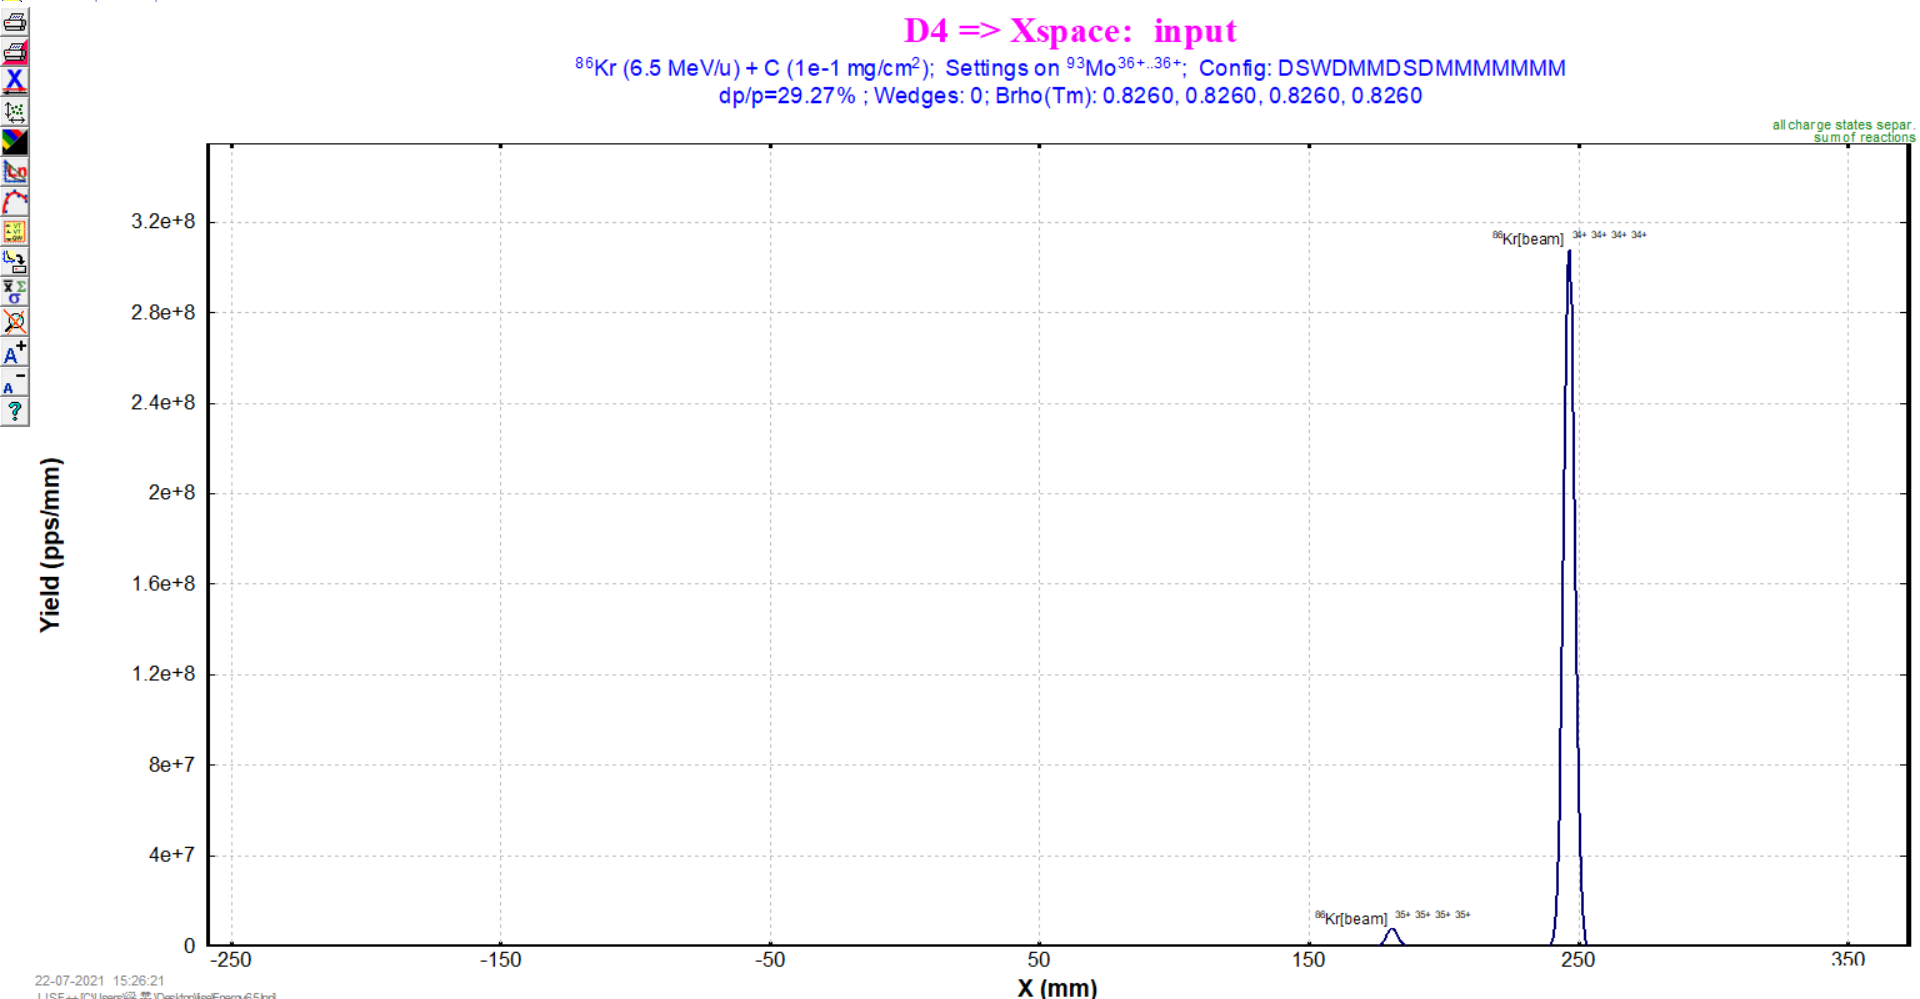 D4 => Xspace: input
⁸⁶Kr (6.5 MeV/u) + C (1e-1 mg/cm²); Settings on ⁹³Mo³⁶⁺··³⁶⁺; Config: DSWDMMDSDMMMMMMM
dp/p=29.27% ; Wedges: 0; Brho(Tm): 0.8260, 0.8260, 0.8260, 0.8260
all charge states separ.
sum of reactions
3.2e+8
⁸⁶Kr[beam] ³⁴⁺ ³⁴⁺ ³⁴⁺ ³⁴⁺
2.8e+8
2.4e+8
2e+8
1.6e+8
1.2e+8
8e+7
4e+7
⁸⁶Kr[beam] ³⁵⁺ ³⁵⁺ ³⁵⁺ ³⁵⁺
0
Yield (pps/mm)
-250 -150 -50 50 150 250 350
X (mm)
22-07-2021 15:26:21